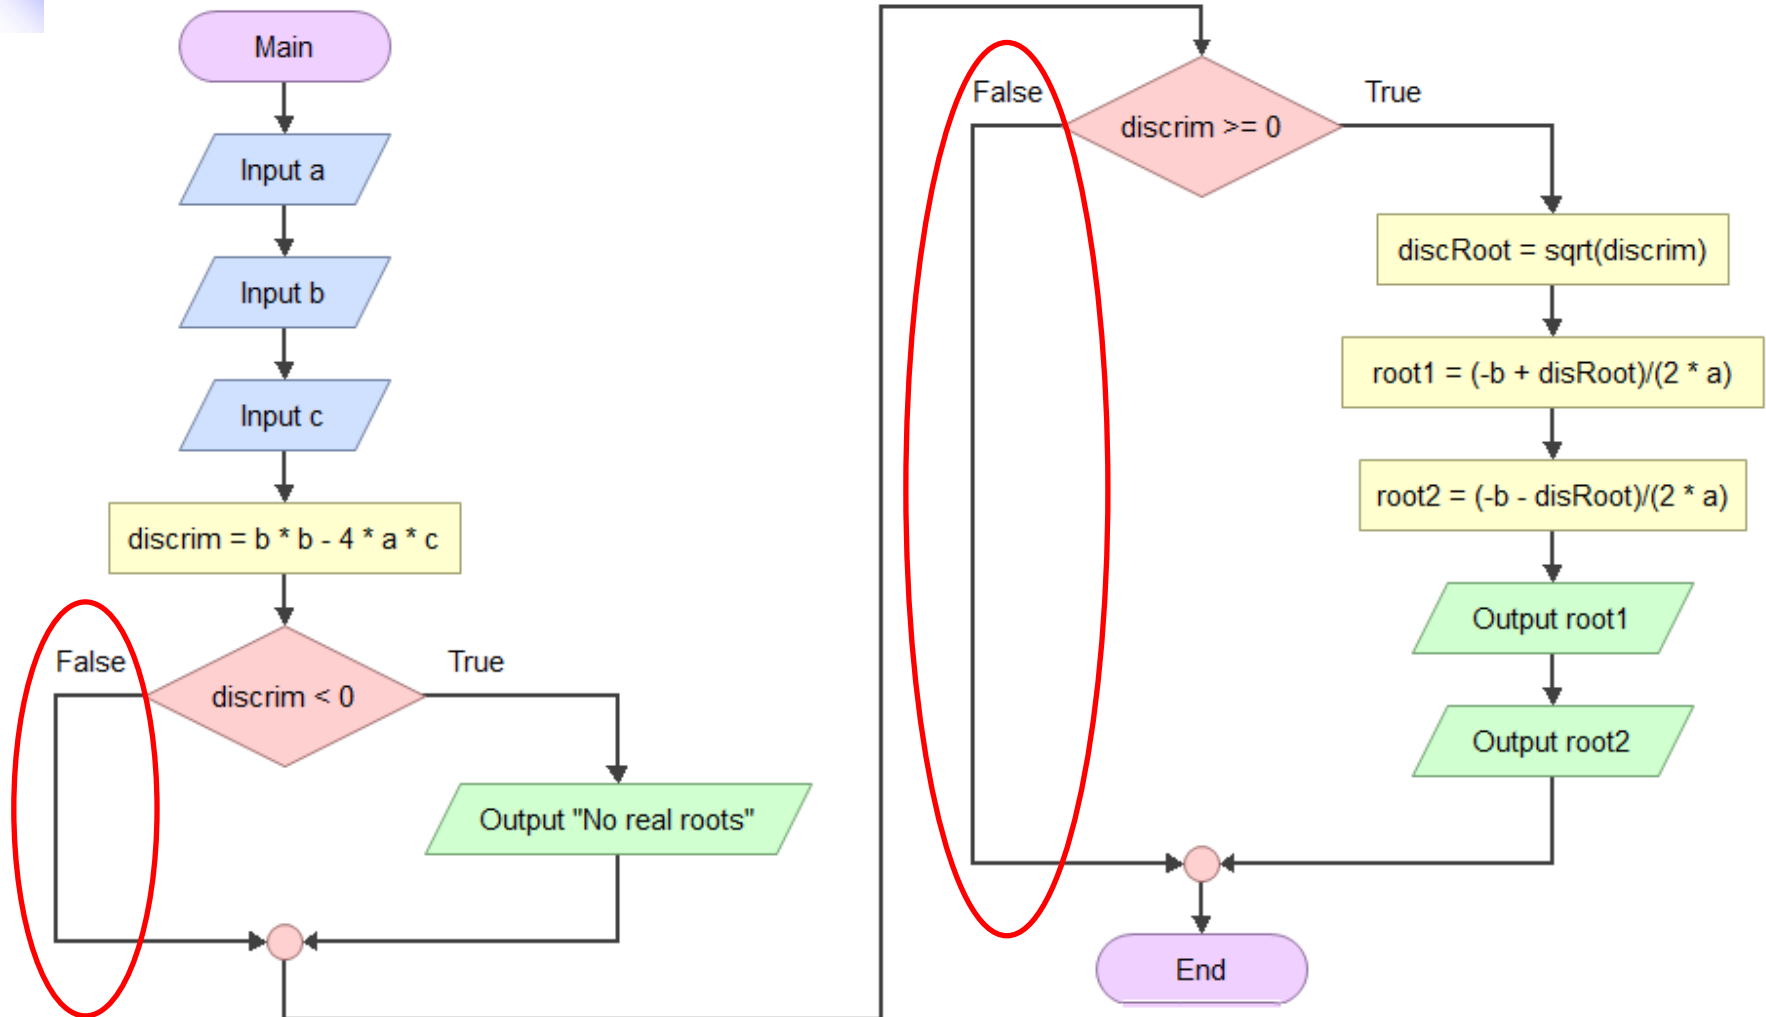 Main
Input a
Input b
Input c
discrim = b * b - 4 * a * c
False
True
discrim < 0
Output "No real roots"
False
True
discrim >= 0
discRoot = sqrt(discrim)
root1 = (-b + disRoot)/(2 * a)
root2 = (-b - disRoot)/(2 * a)
Output root1
Output root2
End